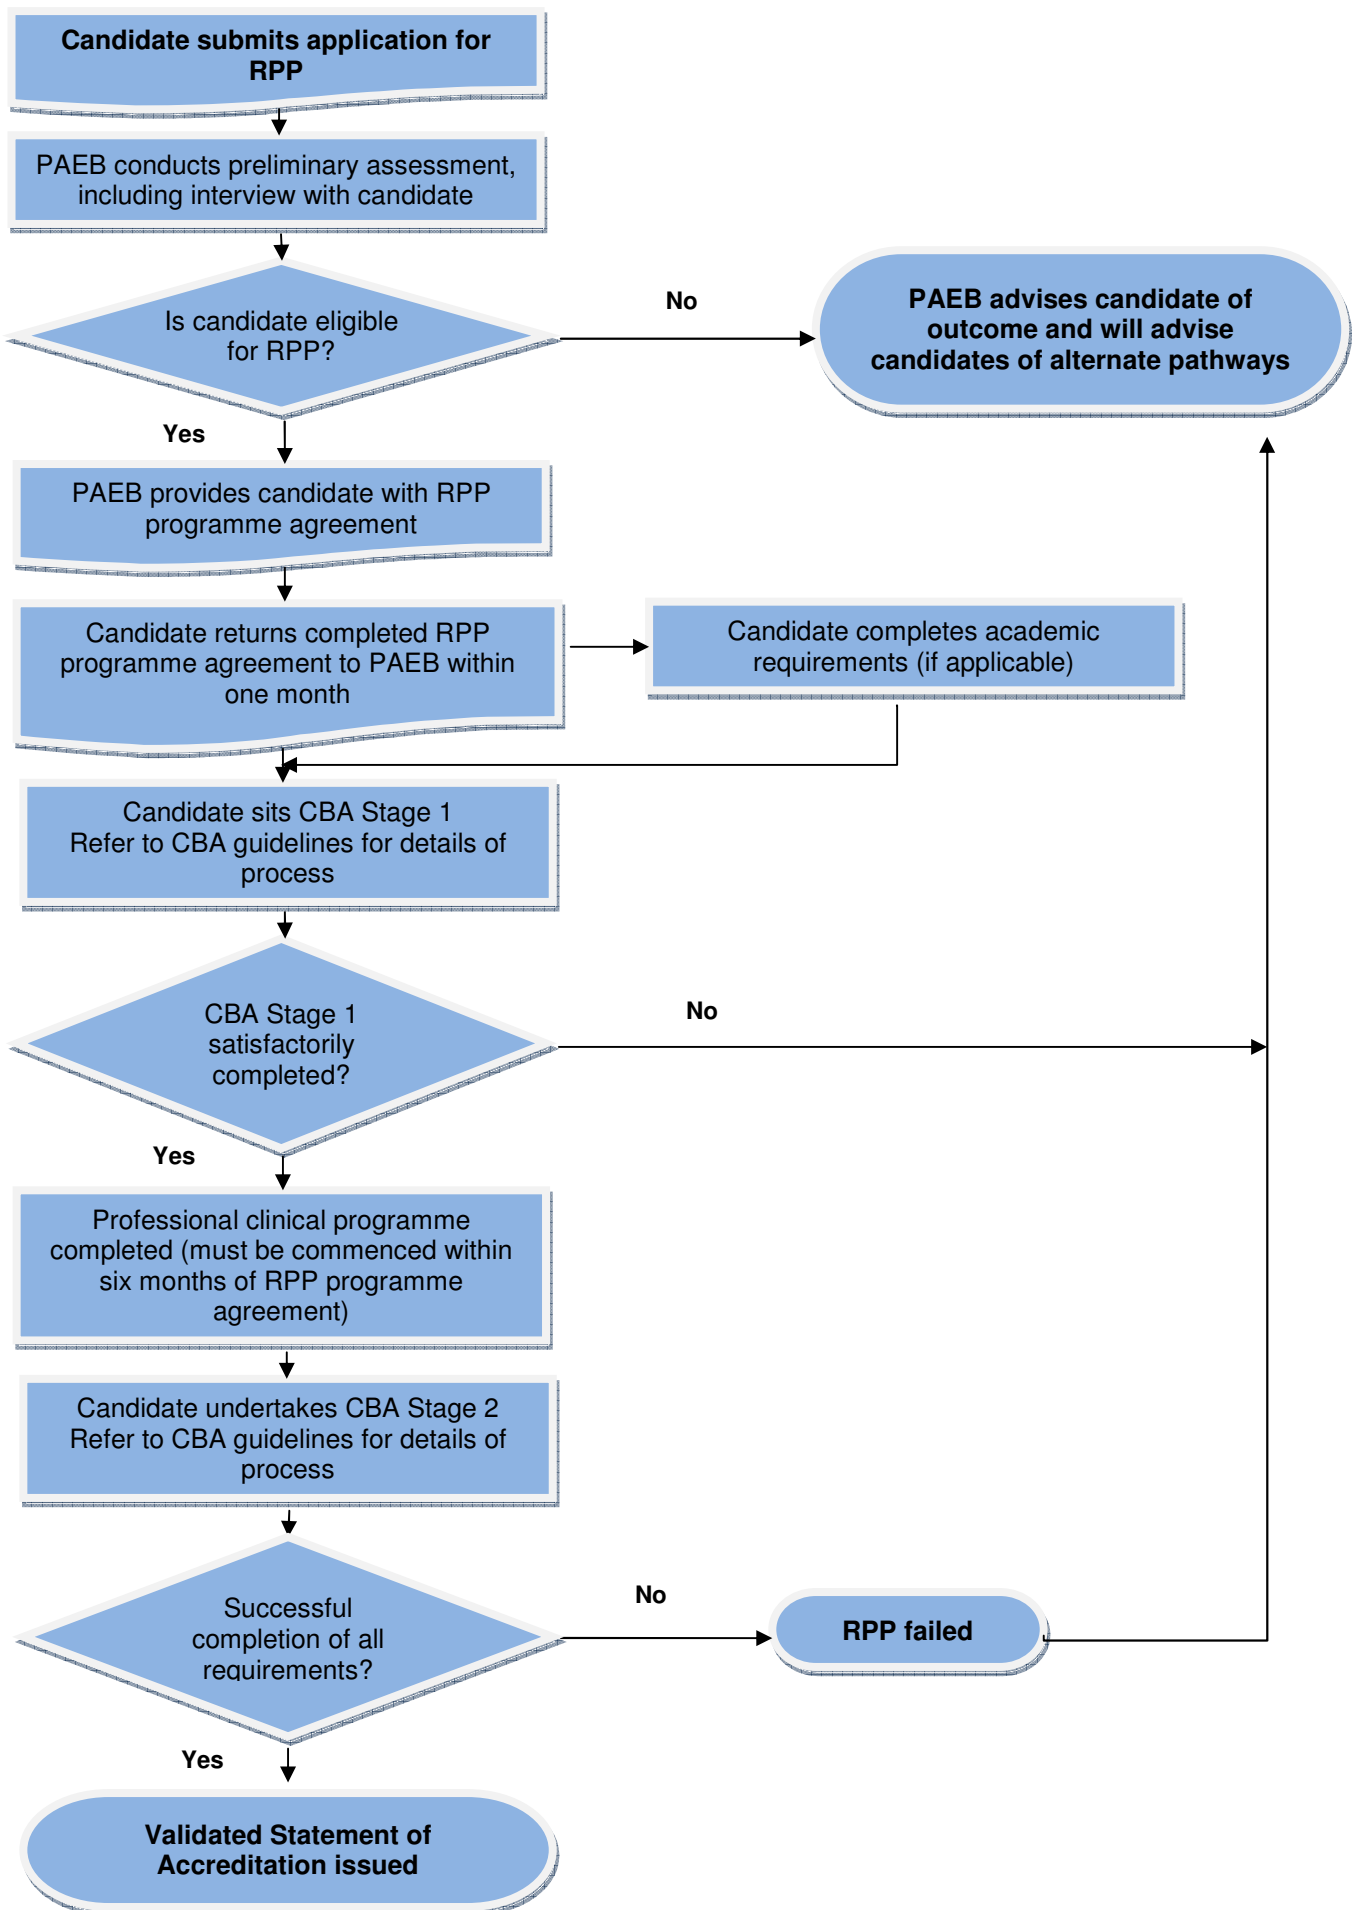 Candidate submits application for
RPP
PAEB conducts preliminary assessment,
including interview with candidate
Is candidate eligible
for RPP?
No
PAEB advises candidate of
outcome and will advise
candidates of alternate pathways
Yes
PAEB provides candidate with RPP
programme agreement
Candidate returns completed RPP
programme agreement to PAEB within
one month
Candidate completes academic
requirements (if applicable)
Candidate sits CBA Stage 1
Refer to CBA guidelines for details of
process
CBA Stage 1
satisfactorily
completed?
No
Yes
Professional clinical programme
completed (must be commenced within
six months of RPP programme
agreement)
Candidate undertakes CBA Stage 2
Refer to CBA guidelines for details of
process
Successful
completion of all
requirements?
No
RPP failed
Yes
Validated Statement of
Accreditation issued